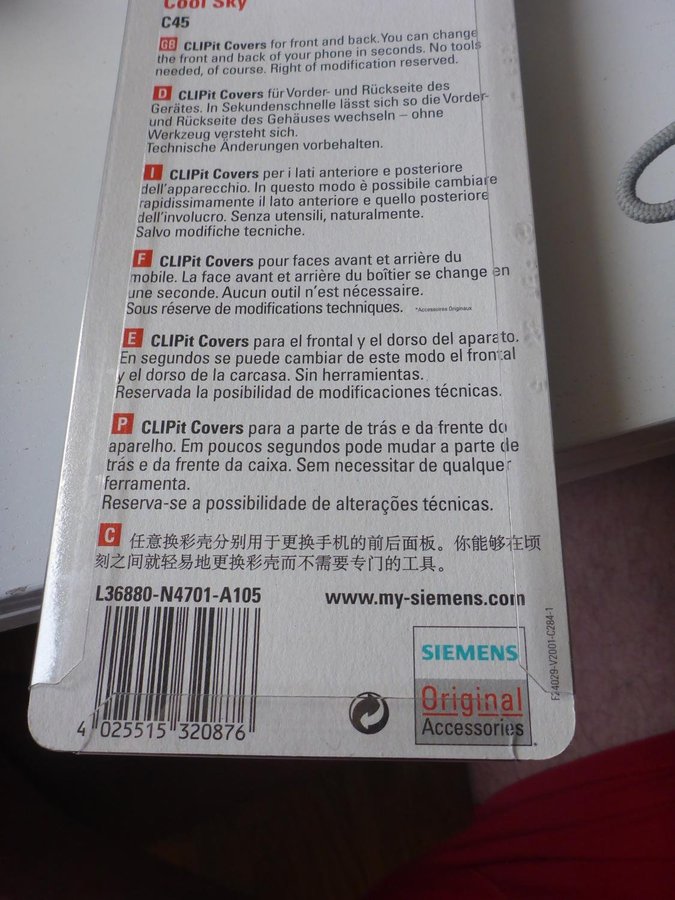 Cool Sky
C45
GB CLIPit Covers for front and back. You can change
the front and back of your phone in seconds. No tools
needed, of course. Right of modification reserved.
D CLIPit Covers für Vorder- und Rückseite des
Gerätes. In Sekundenschnelle lässt sich so die Vorder-
und Rückseite des Gehäuses wechseln – ohne
Werkzeug versteht sich.
Technische Änderungen vorbehalten.
I CLIPit Covers per i lati anteriore e posteriore
dell'apparecchio. In questo modo è possibile cambiare
rapidissimamente il lato anteriore e quello posteriore
dell'involucro. Senza utensili, naturalmente.
Salvo modifiche tecniche.
F CLIPit Covers pour faces avant et arrière du
mobile. La face avant et arrière du boîtier se change en
une seconde. Aucun outil n'est nécessaire.
Sous réserve de modifications techniques. *Accessoires Originaux
E CLIPit Covers para el frontal y el dorso del aparato.
En segundos se puede cambiar de este modo el frontal
y el dorso de la carcasa. Sin herramientas.
Reservada la posibilidad de modificaciones técnicas.
P CLIPit Covers para a parte de trás e da frente do
aparelho. Em poucos segundos pode mudar a parte de
trás e da frente da caixa. Sem necessitar de qualquer
ferramenta.
Reserva-se a possibilidade de alterações técnicas.
C 任意换彩壳分别用于更换手机的前后面板。你能够在顷
刻之间就轻易地更换彩壳而不需要专门的工具。
L36880-N4701-A105 www.my-siemens.com
SIEMENS
Original
Accessories
4 025515 320876
F24029-V2001-C284-1